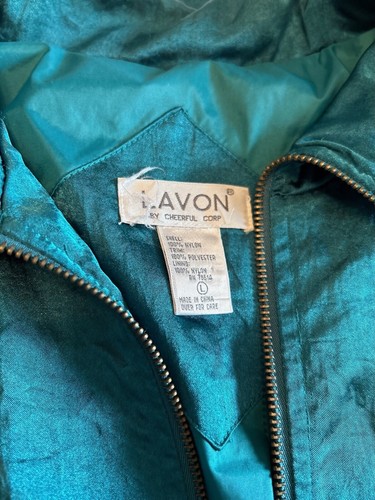 LAVON®
BY CHEERFUL CORP
SHELL:
100% NYLON
TRIM:
100% POLYESTER
LINING:
100% NYLON
RN
L
MADE IN CHINA
OVER FOR CARE